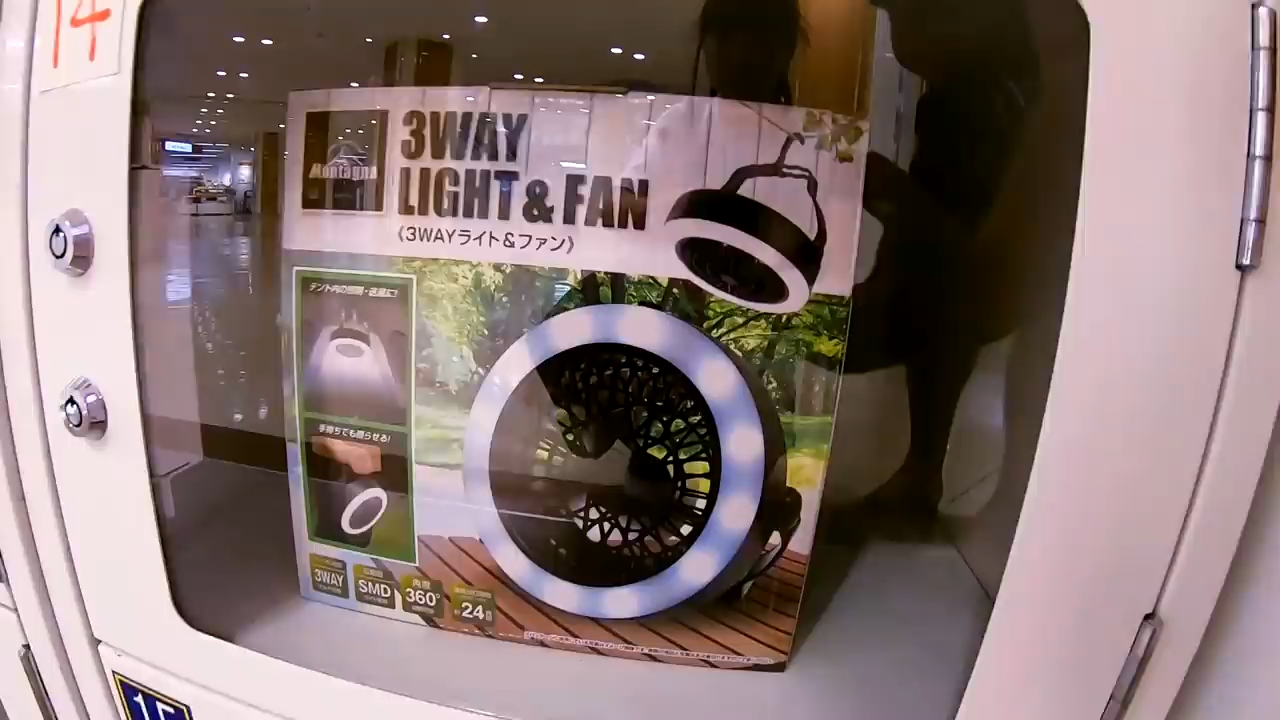 14
Montagna
3WAY
LIGHT & FAN
《3WAYライト&ファン》
テント内の照明・送風に!
手持ちでも照らせる!
3WAY
SMD
角度
360°
24
15